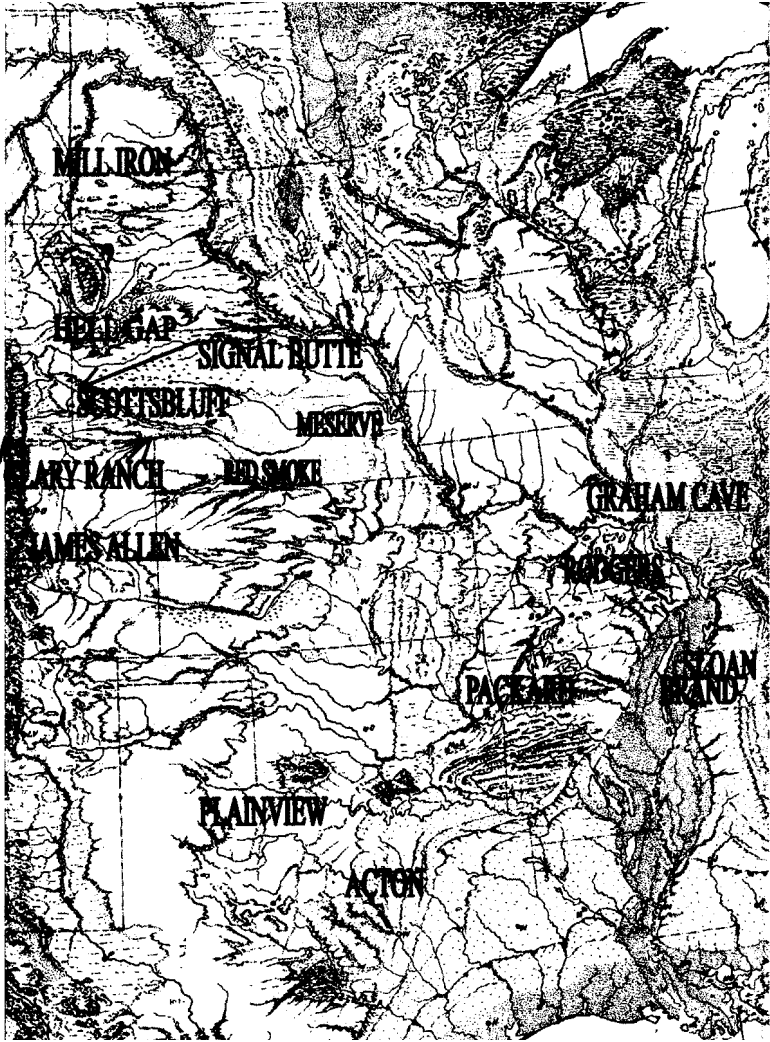 MILL IRON
HELL GAP
SIGNAL BUTTE
SCOTTSBLUFF
MESERVE
LARY RANCH
RED SMOKE
GRAHAM CAVE
JAMES ALLEN
RODGERS
SLOAN
PACKARD
BRAND
PLAINVIEW
ACTON